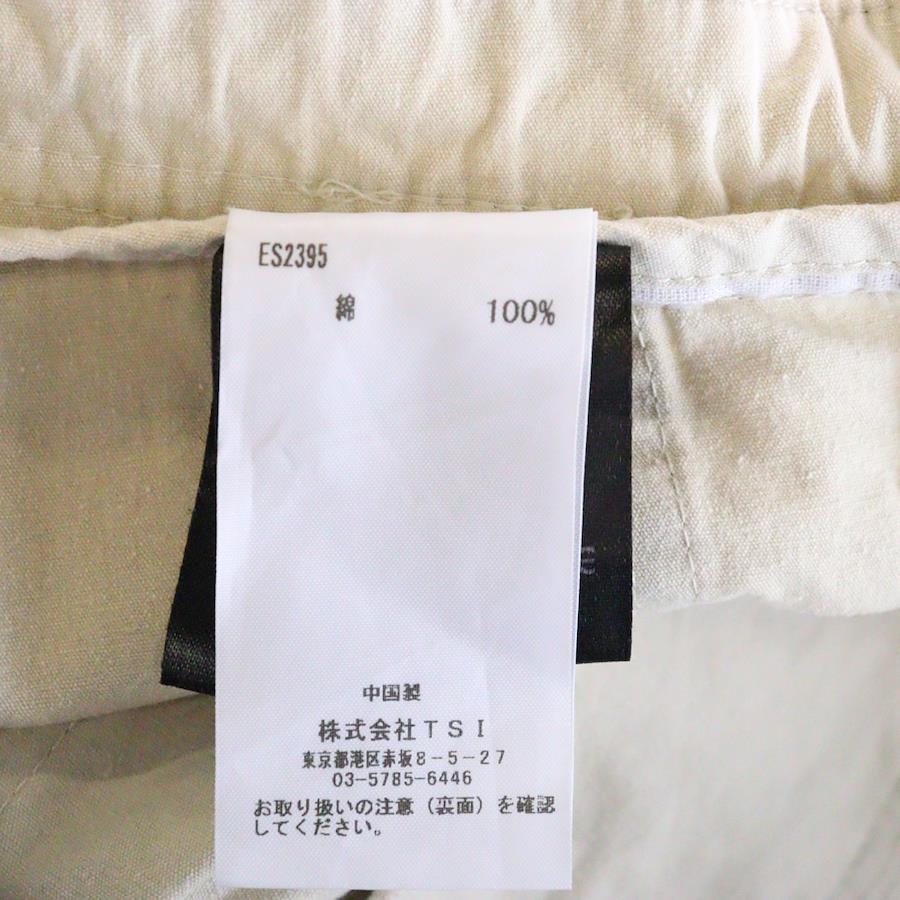 ES2395
綿 100%
中国製
株式会社TSI
東京都港区赤坂8-5-27
03-5785-6446
お取り扱いの注意(裏面)を確認
してください。